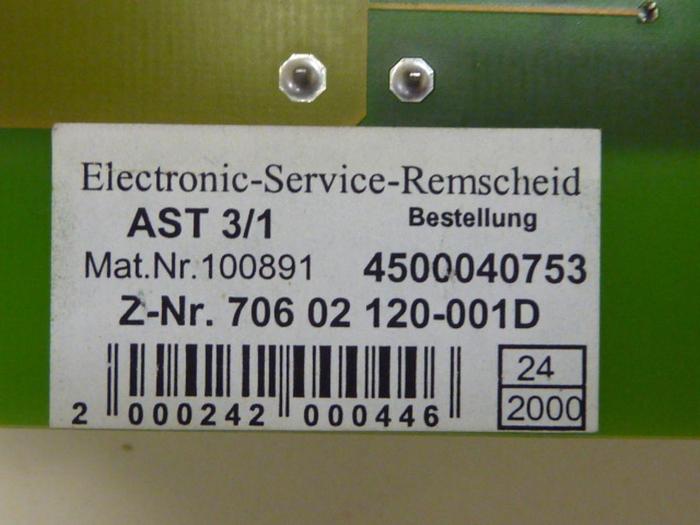 Electronic-Service-Remscheid
AST 3/1 Bestellung
Mat.Nr.100891 4500040753
Z-Nr. 706 02 120-001D
24
2000
2 000242 000446